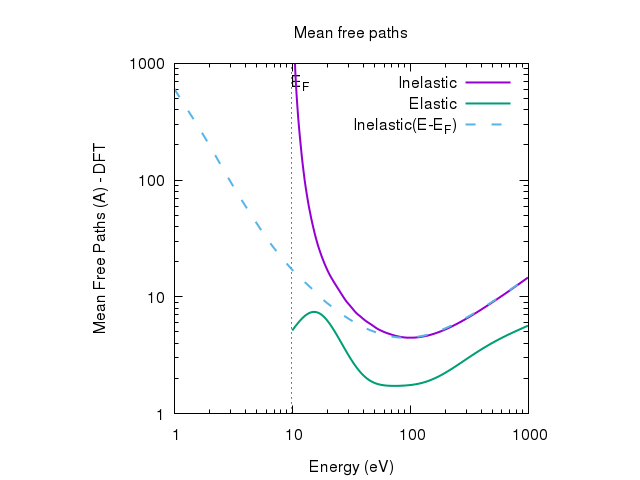 Mean free paths
1000
100
10
1
Mean Free Paths (A) - DFT
E_F
Inelastic
Elastic
Inelastic(E-E_F)
1 10 100 1000
Energy (eV)